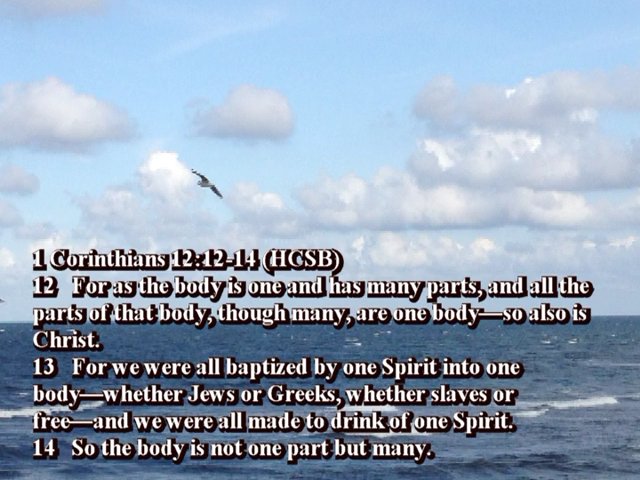 1 Corinthians 12:12-14 (HCSB)
12 For as the body is one and has many parts, and all the
parts of that body, though many, are one body—so also is
Christ.
13 For we were all baptized by one Spirit into one
body—whether Jews or Greeks, whether slaves or
free—and we were all made to drink of one Spirit.
14 So the body is not one part but many.